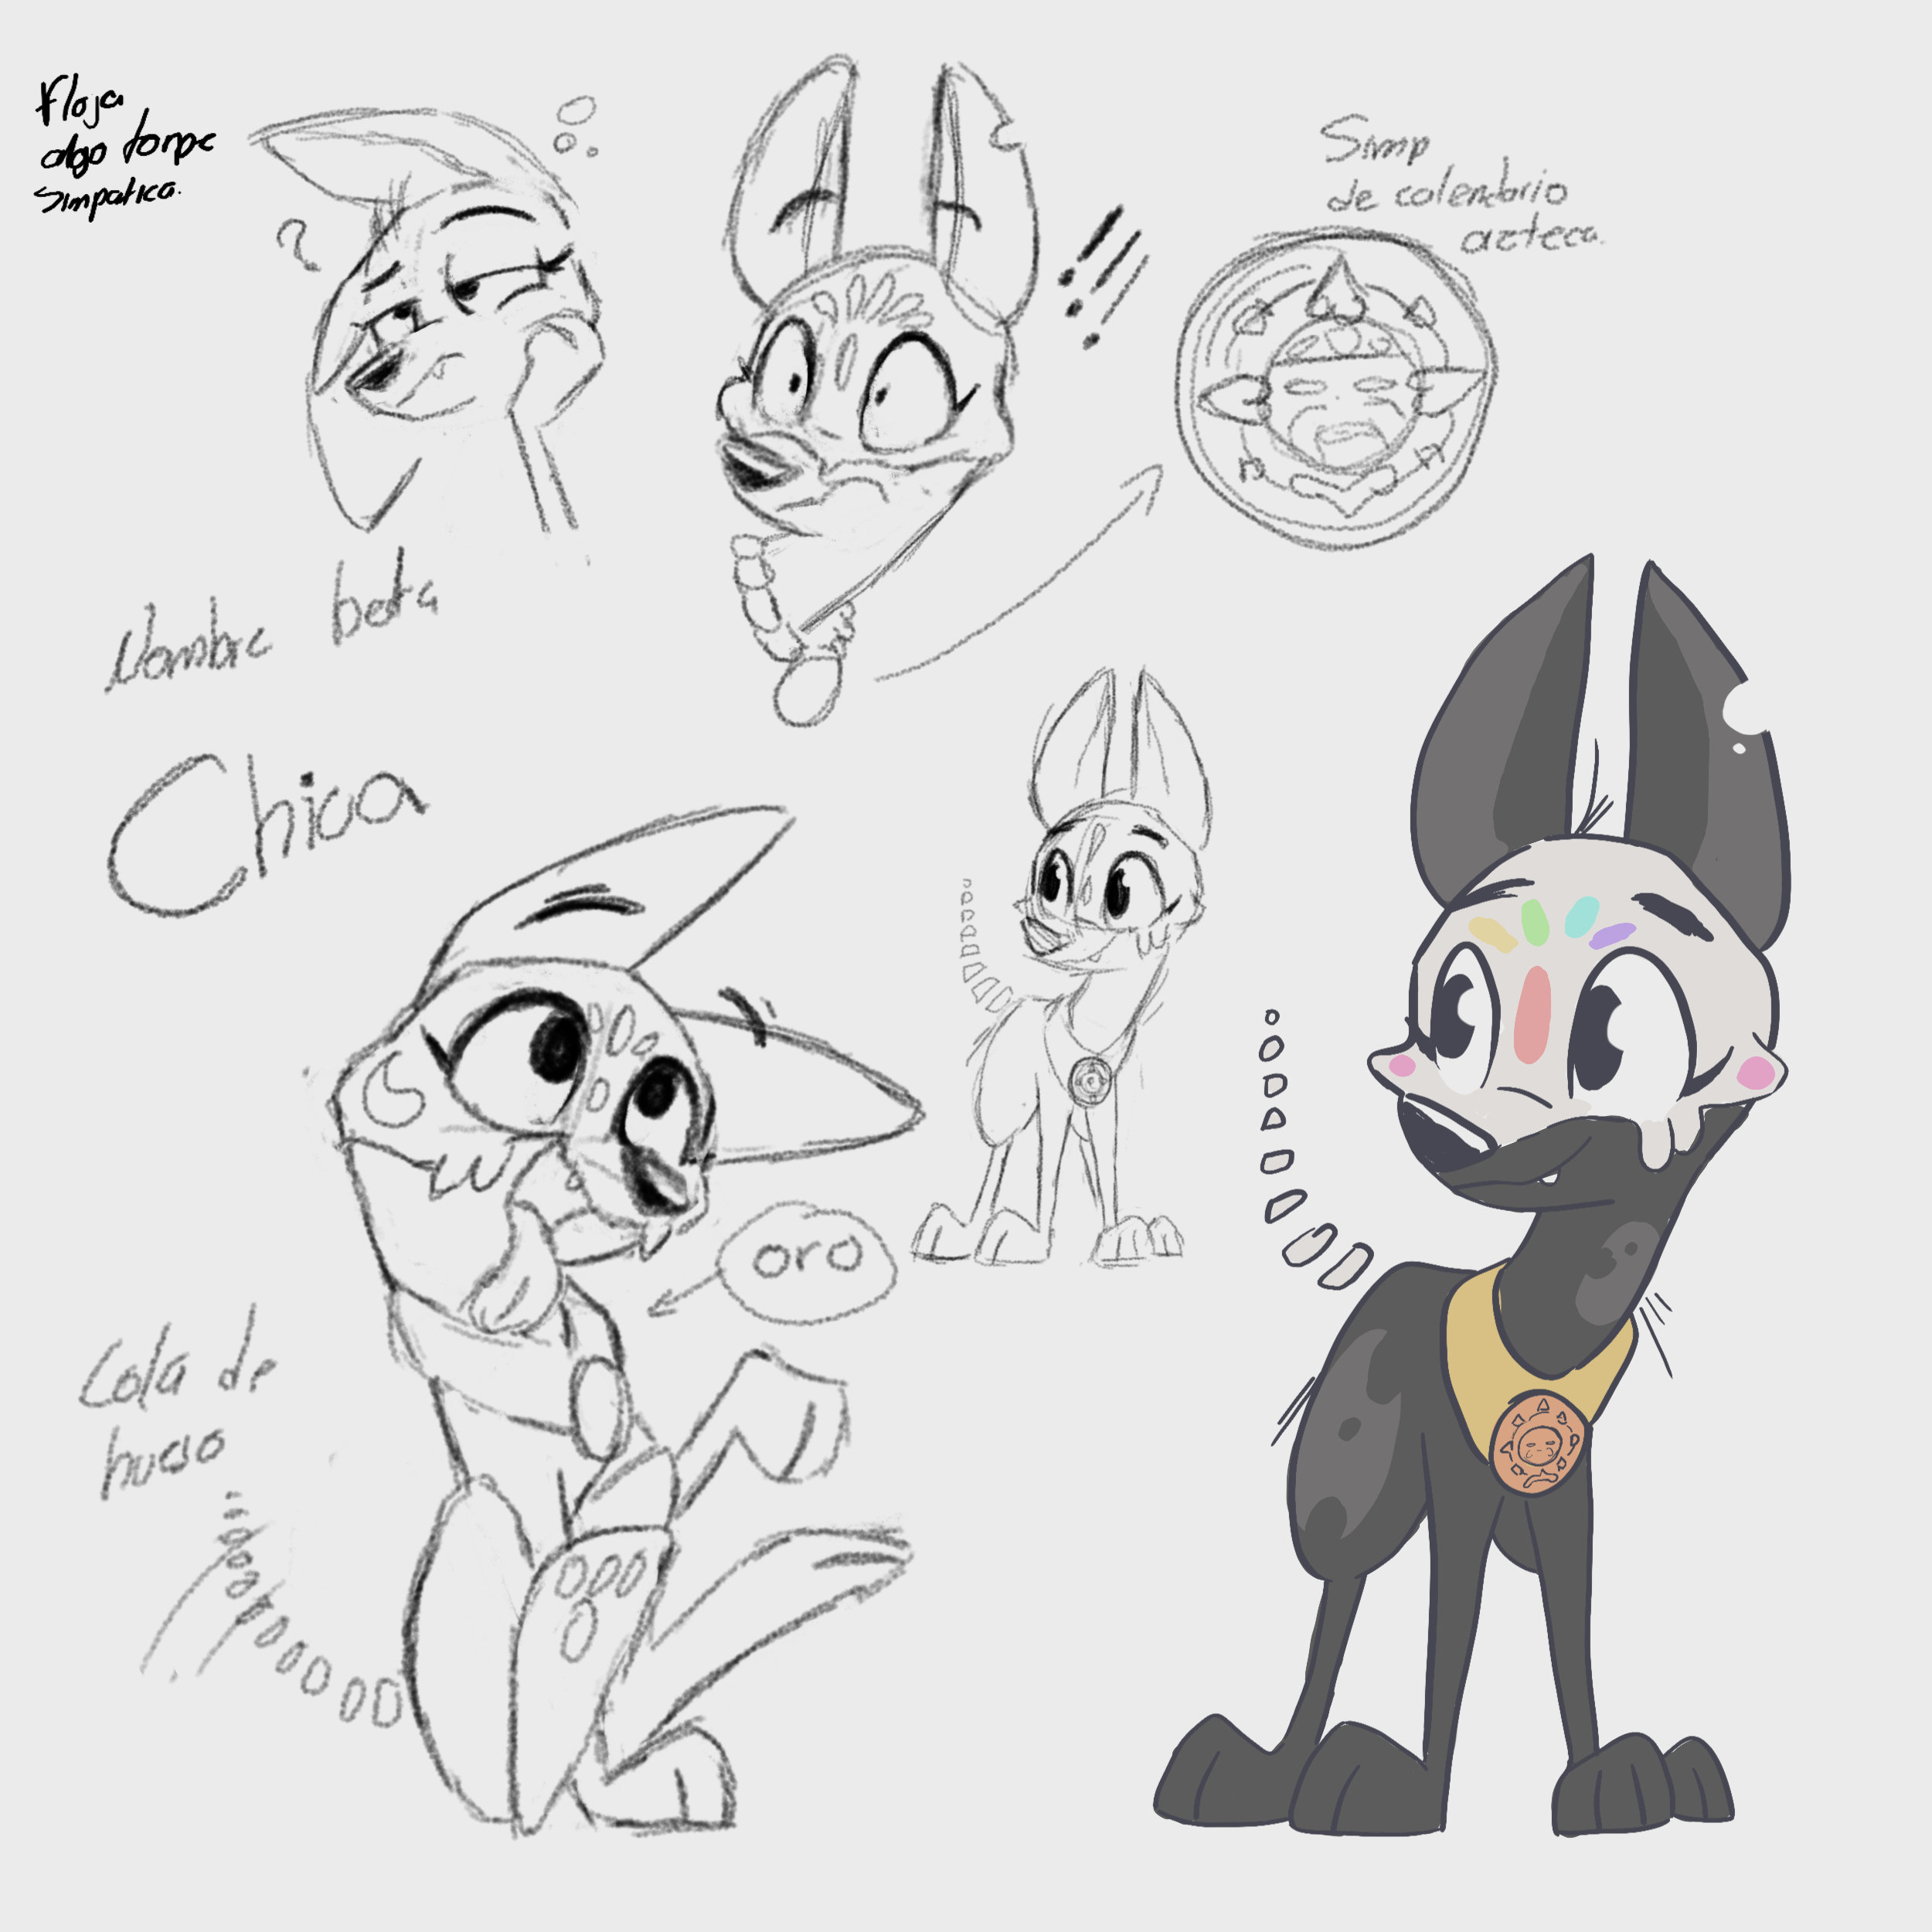 Floja
algo torpe
simpatica.
Simp
de calendario
azteca.
Nombre beta
Chica
oro
Cola de
hueso